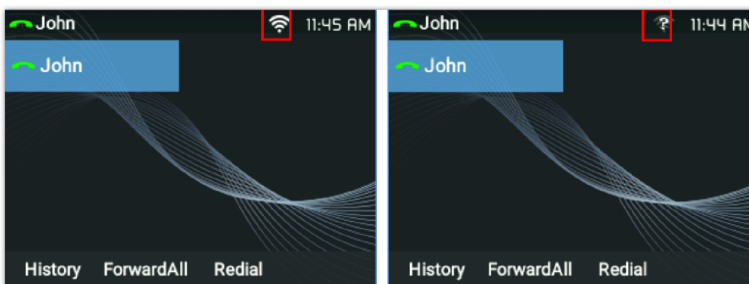 John 11:45 AM
John
History ForwardAll Redial
John ? 11:44 AM
John
History ForwardAll Redial